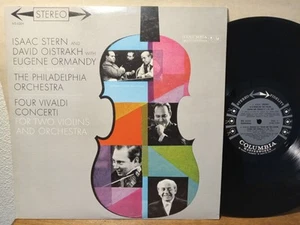 STEREO
ISAAC STERN AND
DAVID OISTRAKH WITH
EUGENE ORMANDY
THE PHILADELPHIA
ORCHESTRA
FOUR VIVALDI
CONCERTI
FOR TWO VIOLINS
AND ORCHESTRA
COLUMBIA